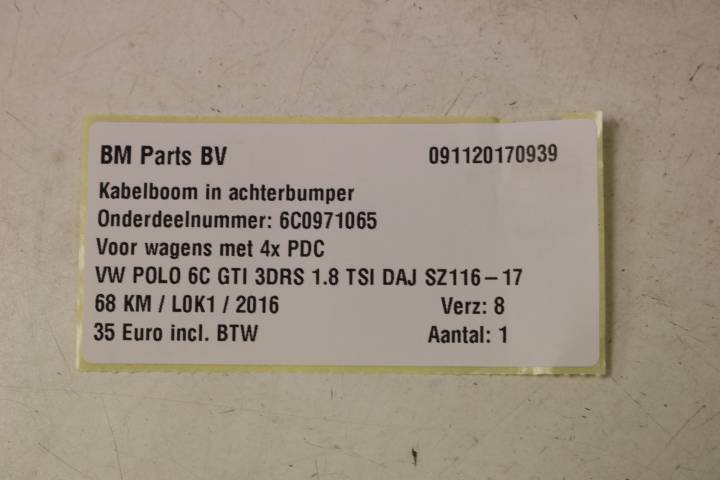 BM Parts BV 091120170939
Kabelboom in achterbumper
Onderdeelnummer: 6C0971065
Voor wagens met 4x PDC
VW POLO 6C GTI 3DRS 1.8 TSI DAJ SZ116-17
68 KM / L0K1 / 2016 Verz: 8
35 Euro incl. BTW Aantal: 1